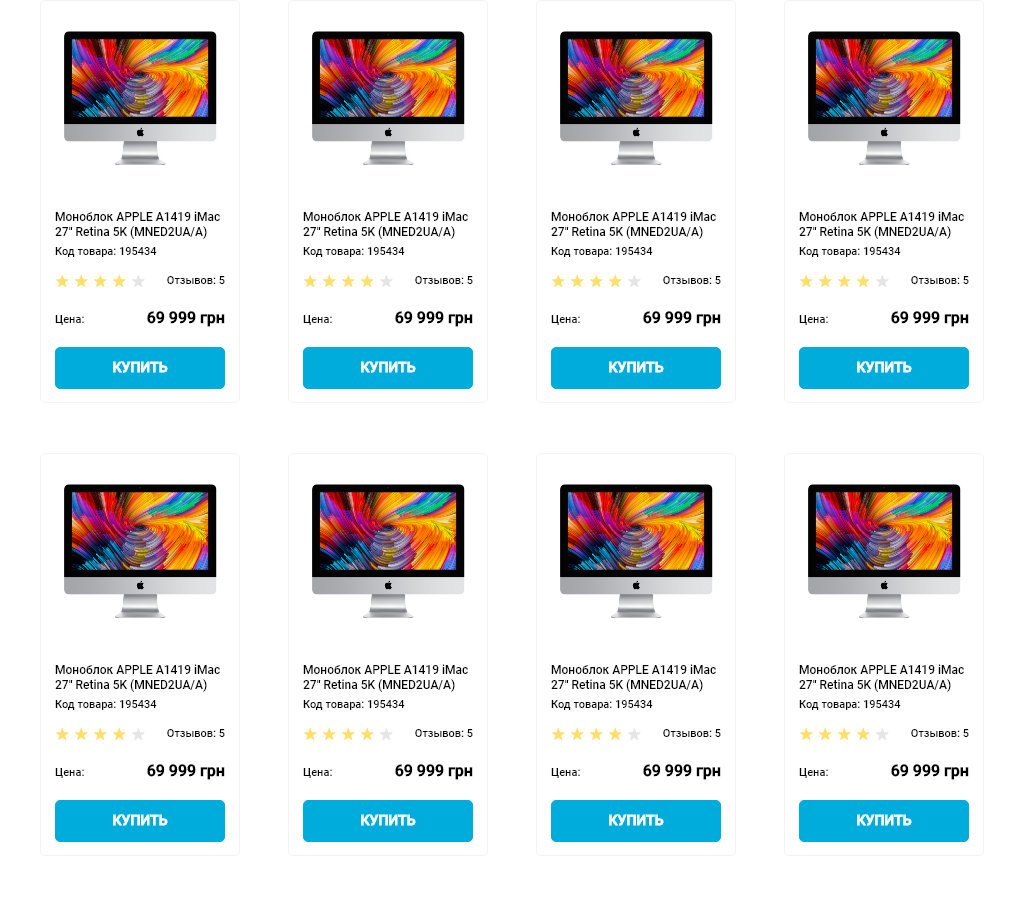 Моноблок APPLE A1419 iMac
27" Retina 5K (MNED2UA/A)
Код товара: 195434
Отзывов: 5
Цена: 69 999 грн
КУПИТЬ
Моноблок APPLE A1419 iMac
27" Retina 5K (MNED2UA/A)
Код товара: 195434
Отзывов: 5
Цена: 69 999 грн
КУПИТЬ
Моноблок APPLE A1419 iMac
27" Retina 5K (MNED2UA/A)
Код товара: 195434
Отзывов: 5
Цена: 69 999 грн
КУПИТЬ
Моноблок APPLE A1419 iMac
27" Retina 5K (MNED2UA/A)
Код товара: 195434
Отзывов: 5
Цена: 69 999 грн
КУПИТЬ
Моноблок APPLE A1419 iMac
27" Retina 5K (MNED2UA/A)
Код товара: 195434
Отзывов: 5
Цена: 69 999 грн
КУПИТЬ
Моноблок APPLE A1419 iMac
27" Retina 5K (MNED2UA/A)
Код товара: 195434
Отзывов: 5
Цена: 69 999 грн
КУПИТЬ
Моноблок APPLE A1419 iMac
27" Retina 5K (MNED2UA/A)
Код товара: 195434
Отзывов: 5
Цена: 69 999 грн
КУПИТЬ
Моноблок APPLE A1419 iMac
27" Retina 5K (MNED2UA/A)
Код товара: 195434
Отзывов: 5
Цена: 69 999 грн
КУПИТЬ